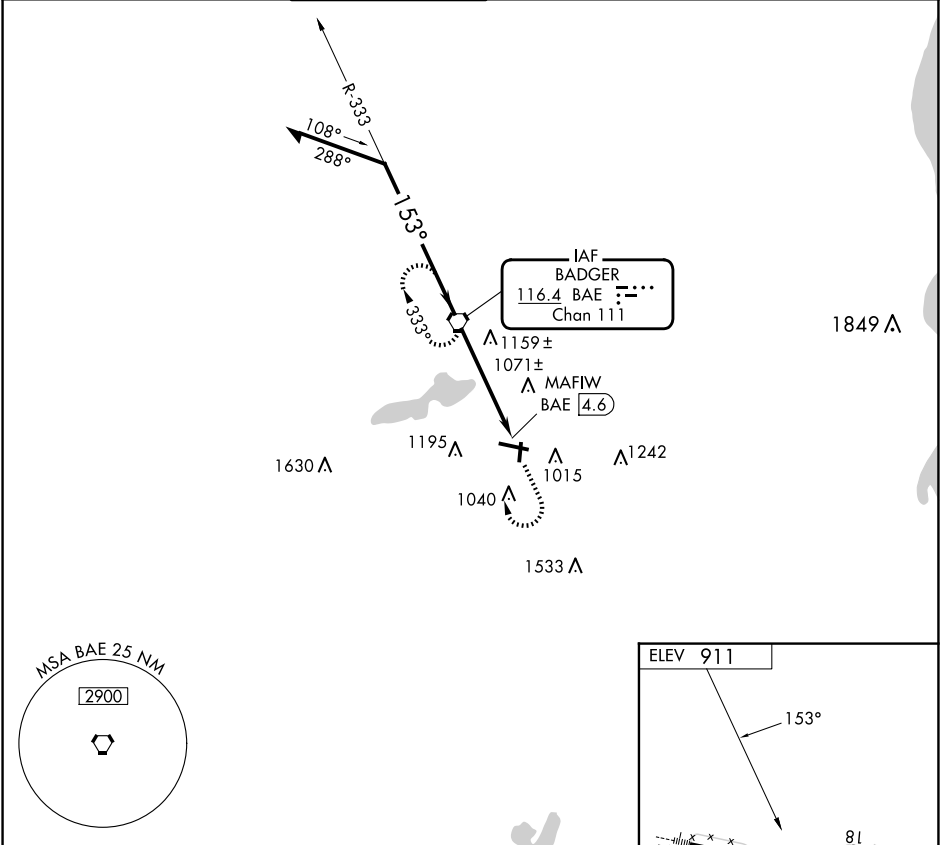 R-333
108°
288°
153°
IAF
BADGER
116.4 BAE
Chan 111
333°
1159±
1071±
1849
MAFIW
BAE 4.6
1195
1630
1015
1242
1040
1533
MSA BAE 25 NM
2900
ELEV 911
153°
18